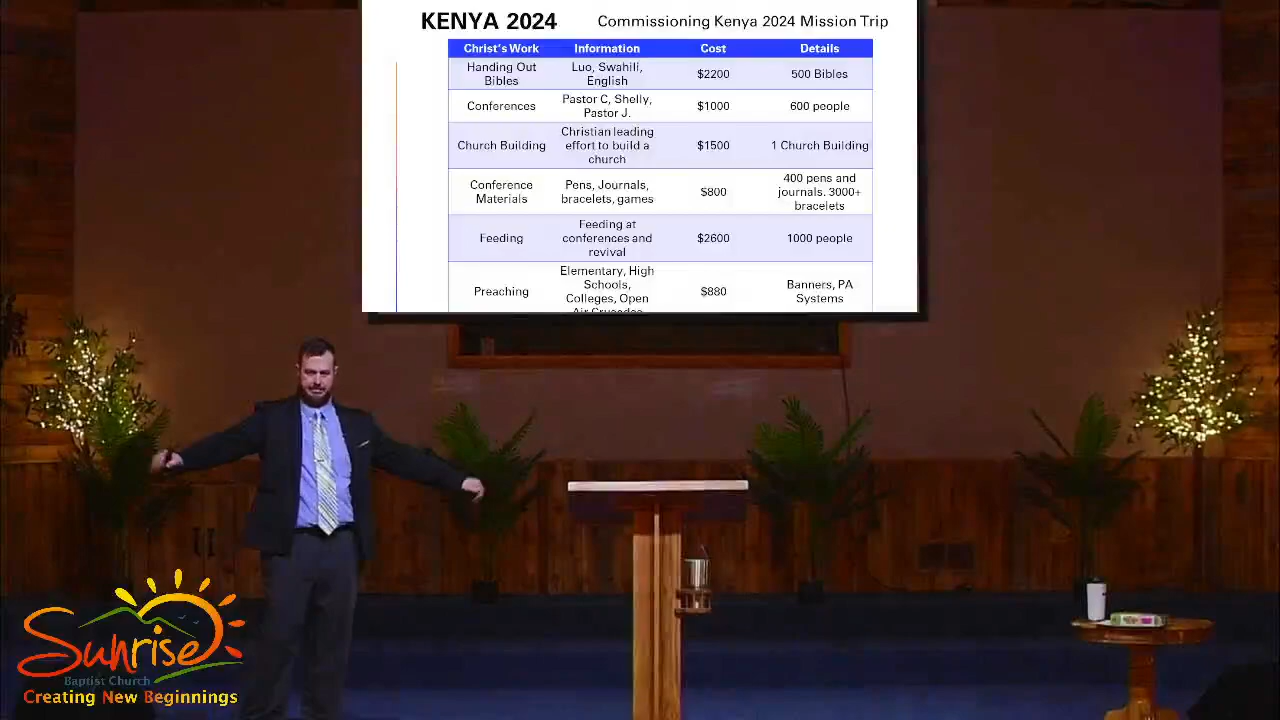 KENYA 2024
Commissioning Kenya 2024 Mission Trip
Christ's Work Information Cost Details
Handing Out
Bibles
Luo, Swahili,
English
$2200
500 Bibles
Conferences
Pastor C, Shelly,
Pastor J.
$1000
600 people
Church Building
Christian leading
effort to build a
church
$1500
1 Church Building
Conference
Materials
Pens, Journals,
bracelets, games
$800
400 pens and
journals. 3000+
bracelets
Feeding
Feeding at
conferences and
revival
$2600
1000 people
Preaching
Elementary, High
Schools,
Colleges, Open
Air Crusades
$880
Banners, PA
Systems
Sunrise
Baptist Church
Creating New Beginnings